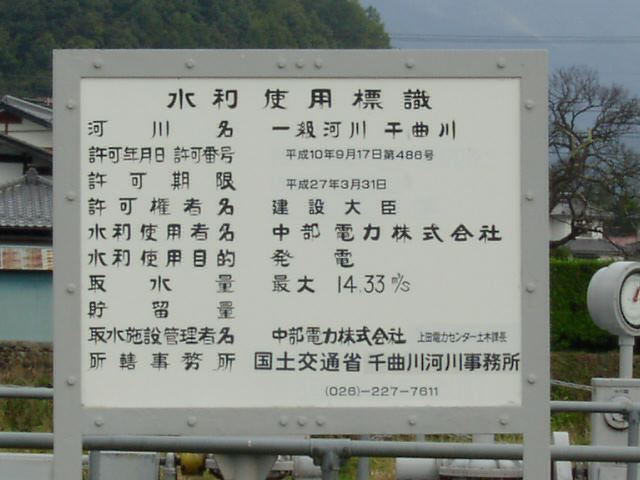 水利使用標識
河川名 一級河川 千曲川
許可年月日 許可番号 平成10年9月17日第486号
許可期限 平成27年3月31日
許可権者名 建設大臣
水利使用者名 中部電力株式会社
水利使用目的 発電
取水量 最大 14.33㎥/s
貯留量
取水施設管理者名 中部電力株式会社 上田電力センター土木課長
所轄事務所 国土交通省千曲川河川事務所
(026)-227-7611